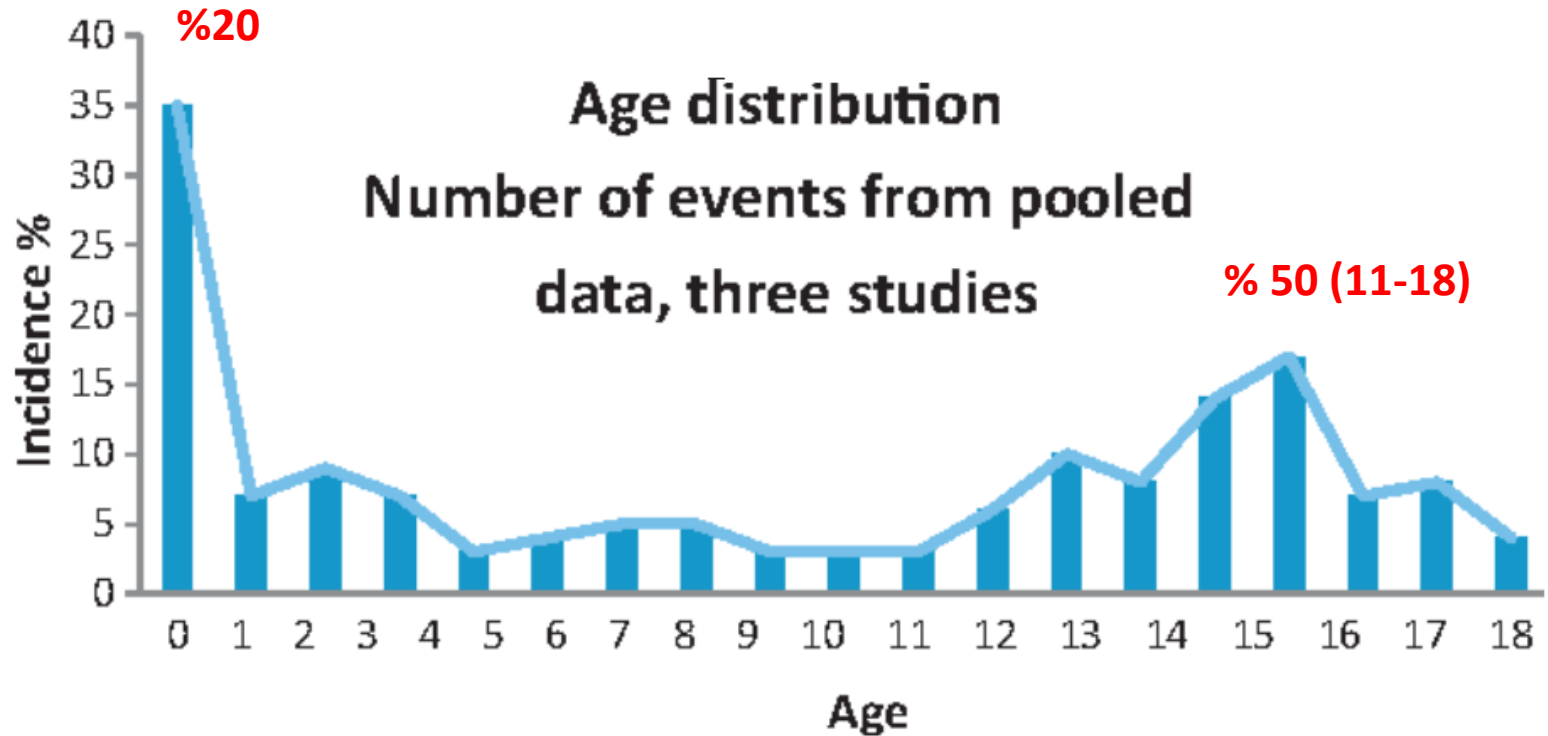 %20
Age distribution
Number of events from pooled
data, three studies
% 50 (11-18)
Incidence %
40
35
30
25
20
15
10
5
0
0 1 2 3 4 5 6 7 8 9 10 11 12 13 14 15 16 17 18
Age